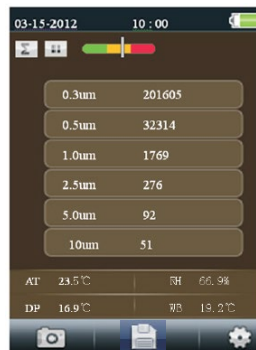 03-15-2012 10:00
Σ
0.3um 201605
0.5um 32314
1.0um 1769
2.5um 276
5.0um 92
10um 51
AT 23.5℃ RH 66.9%
DP 16.9℃ WB 19.2℃